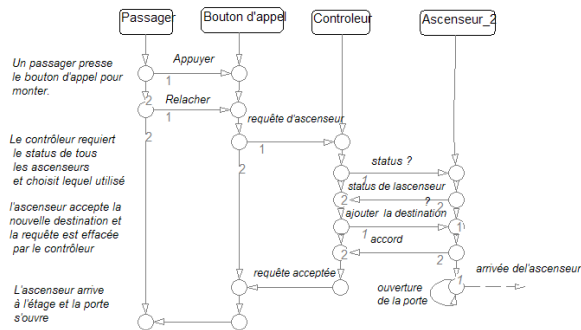 Passager
Bouton d'appel
Controleur
Ascenseur_2
Un passager presse
le bouton d'appel pour
monter.
Appuyer
1
2
Relacher
1
2
requête d'ascenseur
1
2
Le contrôleur requiert
le status de tous
les ascenseurs
et choisit lequel utilisé
status ?
1
status de lascenseur
?
2
2
l'ascenseur accepte la
nouvelle destination et
la requête est effacée
par le contrôleur
ajouter la destination
1
1
accord
2
2
requête acceptée
arrivée del'ascenseur
1
ouverture
de la porte
L'ascenseur arrive
à l'étage et la porte
s'ouvre